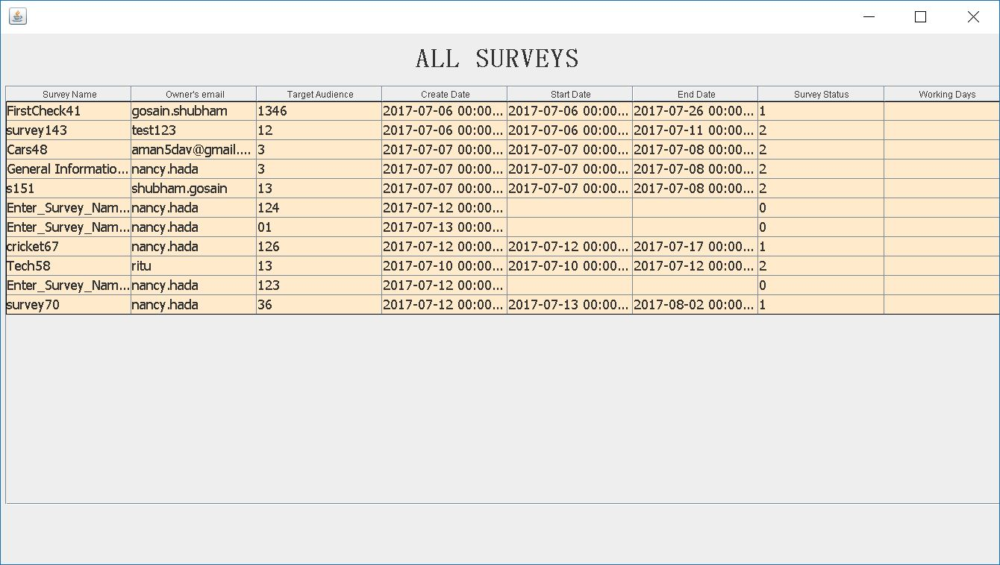 ALL SURVEYS
Survey Name Owner's email Target Audience Create Date Start Date End Date Survey Status Working Days
FirstCheck41 gosain.shubham 1346 2017-07-06 00:00... 2017-07-06 00:00... 2017-07-26 00:00... 1
survey143 test123 12 2017-07-06 00:00... 2017-07-06 00:00... 2017-07-11 00:00... 2
Cars48 aman5dav@gmail.... 3 2017-07-07 00:00... 2017-07-07 00:00... 2017-07-08 00:00... 2
General Informatio... nancy.hada 3 2017-07-07 00:00... 2017-07-07 00:00... 2017-07-08 00:00... 2
s151 shubham.gosain 13 2017-07-07 00:00... 2017-07-07 00:00... 2017-07-08 00:00... 2
Enter_Survey_Nam... nancy.hada 124 2017-07-12 00:00... 0
Enter_Survey_Nam... nancy.hada 01 2017-07-13 00:00... 0
cricket67 nancy.hada 126 2017-07-12 00:00... 2017-07-12 00:00... 2017-07-17 00:00... 1
Tech58 ritu 13 2017-07-10 00:00... 2017-07-10 00:00... 2017-07-12 00:00... 2
Enter_Survey_Nam... nancy.hada 123 2017-07-12 00:00... 0
survey70 nancy.hada 36 2017-07-12 00:00... 2017-07-13 00:00... 2017-08-02 00:00... 1